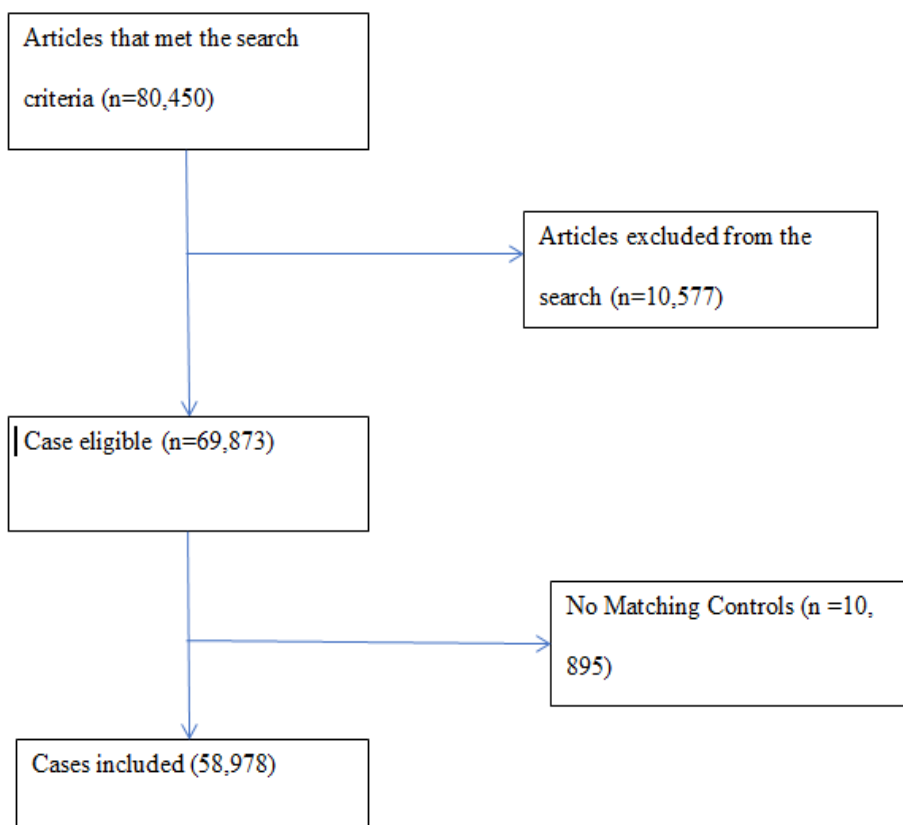 Articles that met the search
criteria (n=80,450)
Articles excluded from the
search (n=10,577)
Case eligible (n=69,873)
No Matching Controls (n =10,
895)
Cases included (58,978)